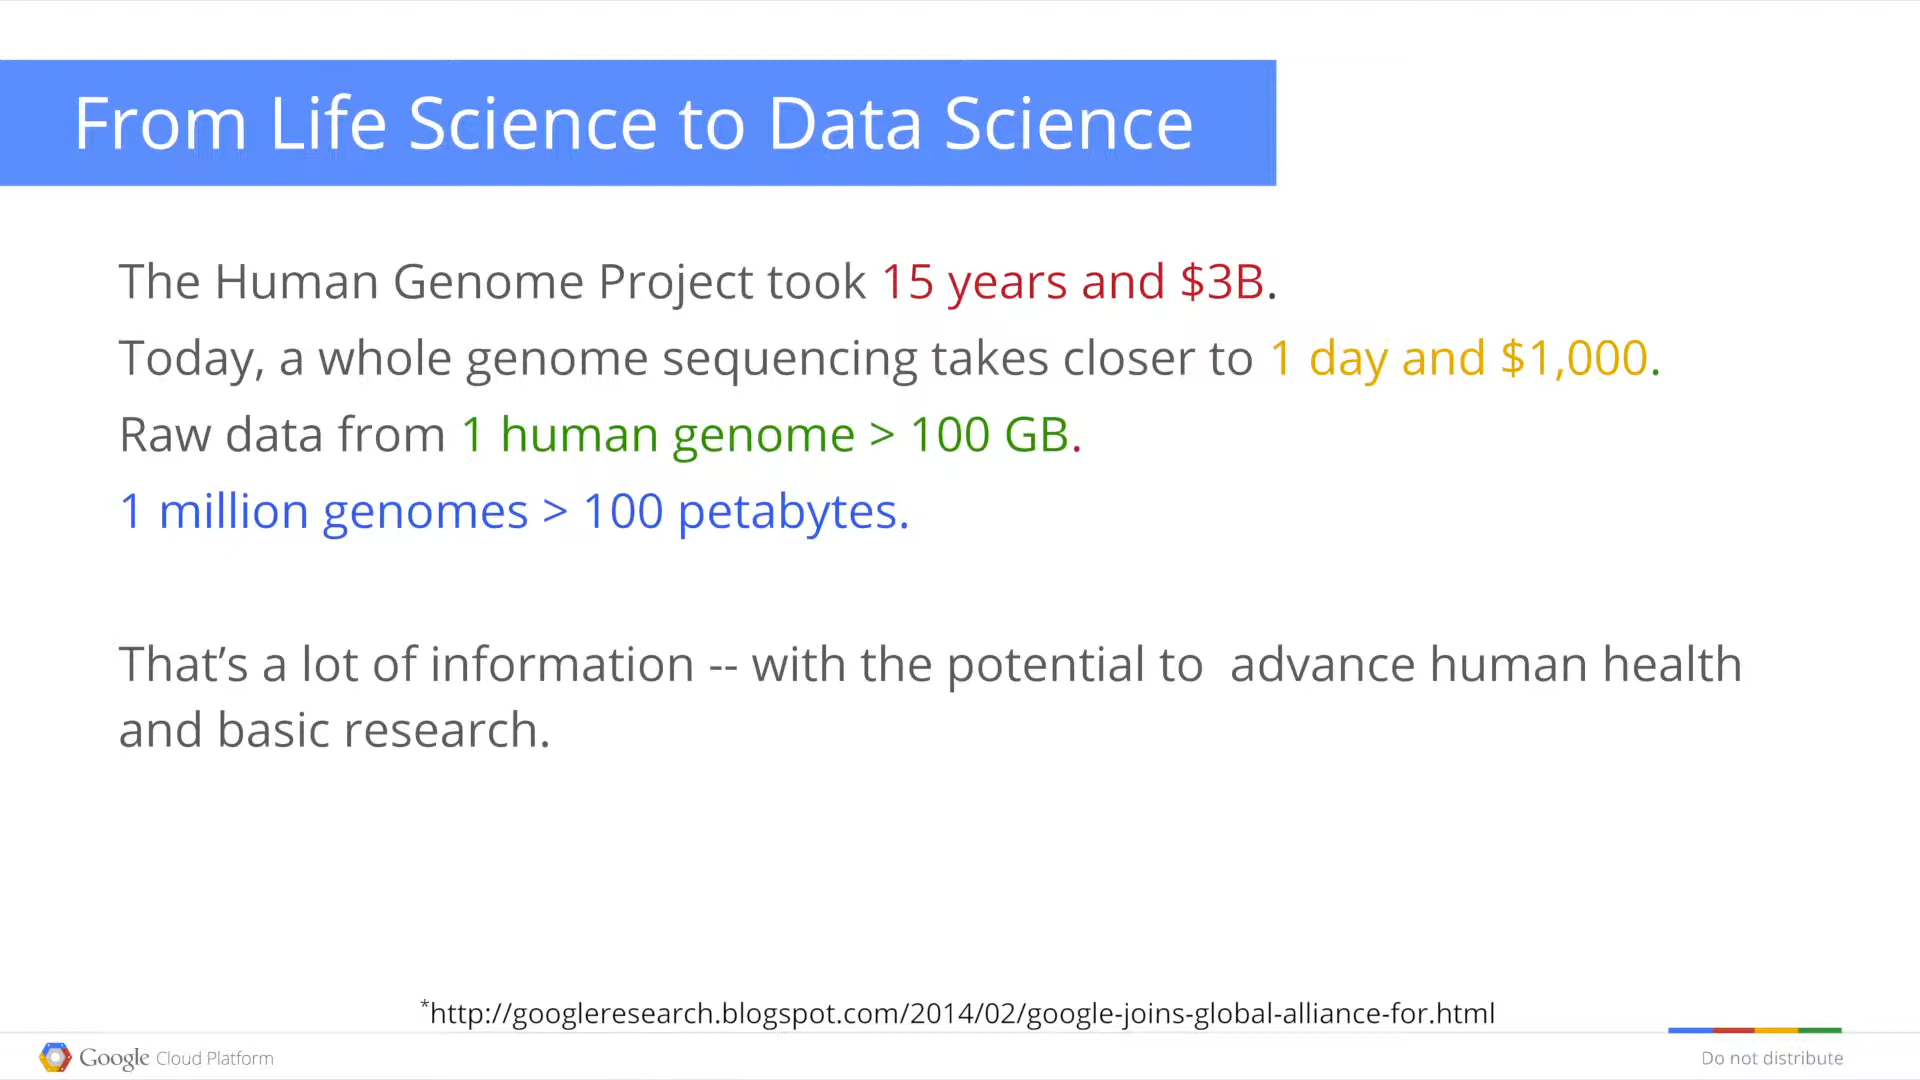 From Life Science to Data Science
The Human Genome Project took 15 years and $3B.
Today, a whole genome sequencing takes closer to 1 day and $1,000.
Raw data from 1 human genome > 100 GB.
1 million genomes > 100 petabytes.
That’s a lot of information -- with the potential to  advance human health
and basic research.
*http://googleresearch.blogspot.com/2014/02/google-joins-global-alliance-for.html
Google Cloud Platform
Do not distribute